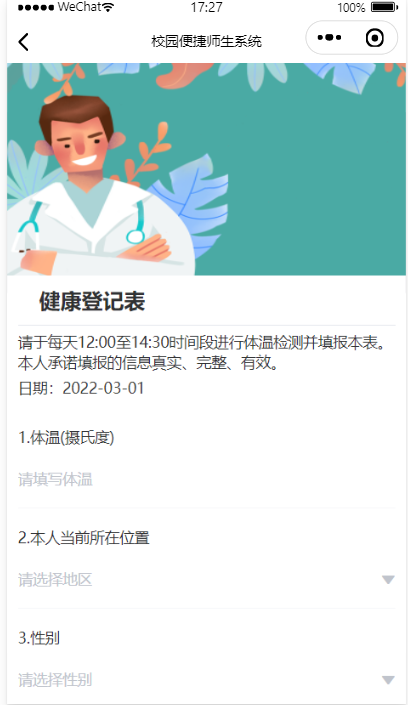 WeChat 17:27 100%
校园便捷师生系统
健康登记表
请于每天12:00至14:30时间段进行体温检测并填报本表。
本人承诺填报的信息真实、完整、有效。
日期：2022-03-01
1.体温(摄氏度)
请填写体温
2.本人当前所在位置
请选择地区
3.性别
请选择性别